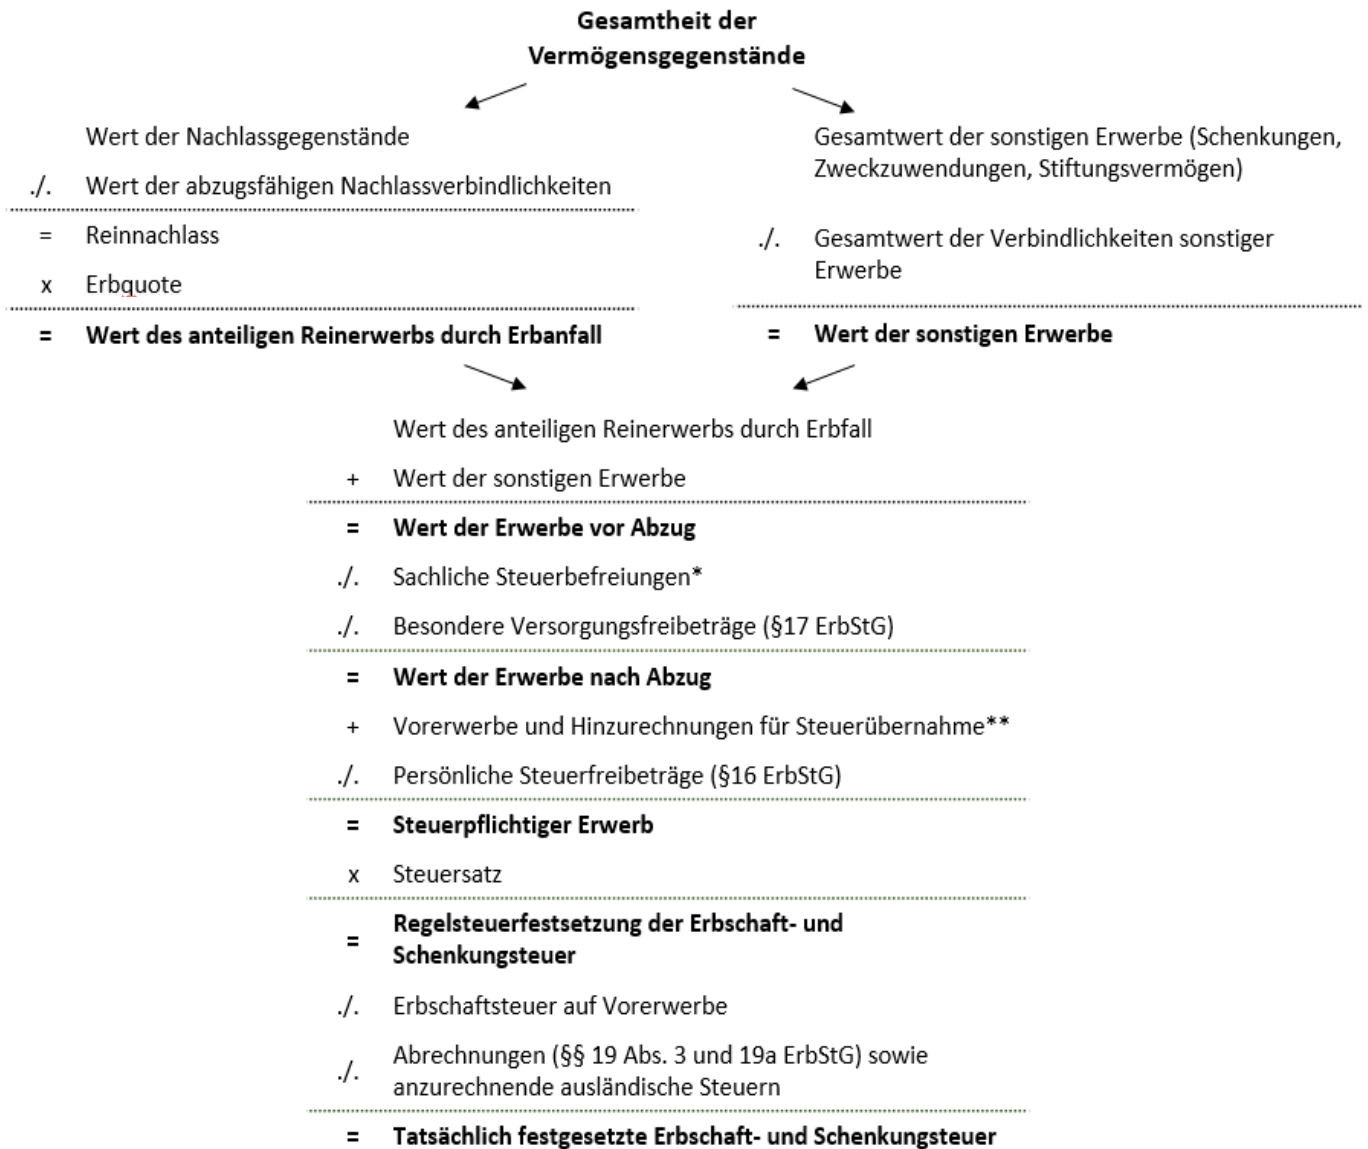 Gesamtheit der
Vermögensgegenstände
Wert der Nachlassgegenstände
./. Wert der abzugsfähigen Nachlassverbindlichkeiten
= Reinnachlass
x Erbquote
= Wert des anteiligen Reinerwerbs durch Erbanfall
Gesamtwert der sonstigen Erwerbe (Schenkungen,
Zweckzuwendungen, Stiftungsvermögen)
./. Gesamtwert der Verbindlichkeiten sonstiger
Erwerbe
= Wert der sonstigen Erwerbe
Wert des anteiligen Reinerwerbs durch Erbfall
+ Wert der sonstigen Erwerbe
= Wert der Erwerbe vor Abzug
./. Sachliche Steuerbefreiungen*
./. Besondere Versorgungsfreibeträge (§17 ErbStG)
= Wert der Erwerbe nach Abzug
+ Vorerwerbe und Hinzurechnungen für Steuerübernahme**
./. Persönliche Steuerfreibeträge (§16 ErbStG)
= Steuerpflichtiger Erwerb
x Steuersatz
= Regelsteuerfestsetzung der Erbschaft- und
Schenkungsteuer
./. Erbschaftsteuer auf Vorerwerbe
./. Abrechnungen (§§ 19 Abs. 3 und 19a ErbStG) sowie
anzurechnende ausländische Steuern
= Tatsächlich festgesetzte Erbschaft- und Schenkungsteuer